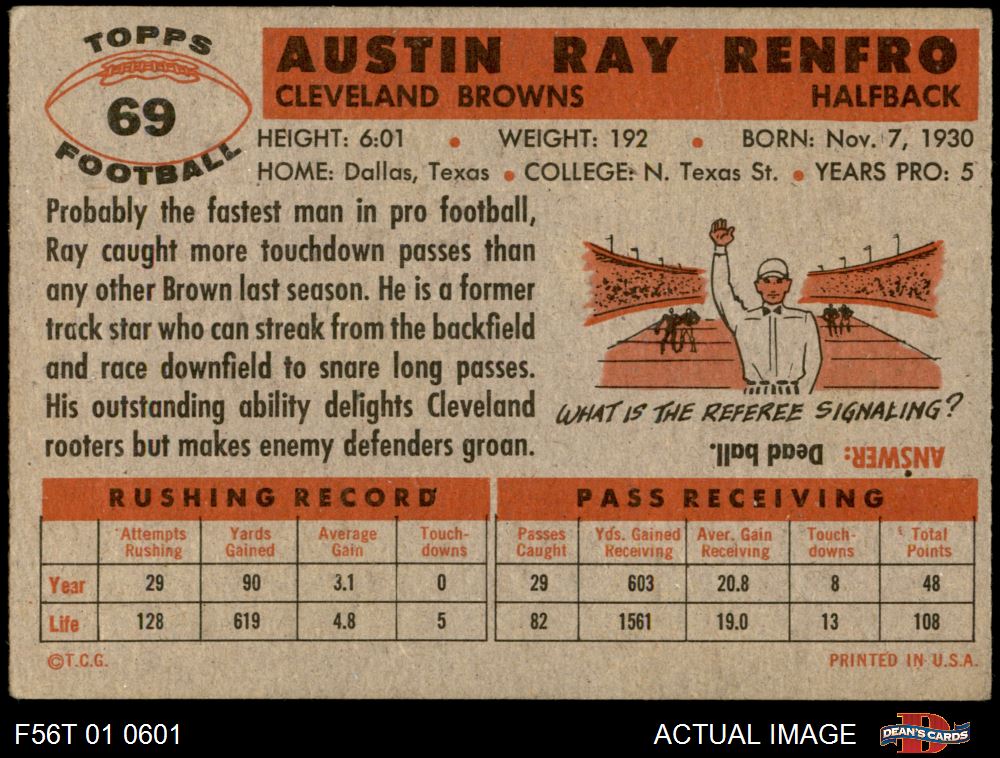 TOPPS
69
FOOTBALL
AUSTIN RAY RENFRO
CLEVELAND BROWNS HALFBACK
HEIGHT: 6:01 • WEIGHT: 192 • BORN: Nov. 7, 1930
HOME: Dallas, Texas • COLLEGE: N. Texas St. • YEARS PRO: 5
Probably the fastest man in pro football,
Ray caught more touchdown passes than
any other Brown last season. He is a former
track star who can streak from the backfield
and race downfield to snare long passes.
His outstanding ability delights Cleveland
rooters but makes enemy defenders groan.
WHAT IS THE REFEREE SIGNALING?
ANSWER: Dead ball.
RUSHING RECORD
Attempts Rushing Yards Gained Average Gain Touch-downs
Year 29 90 3.1 0
Life 128 619 4.8 5
PASS RECEIVING
Passes Caught Yds. Gained Receiving Aver. Gain Receiving Touch-downs Total Points
29 603 20.8 8 48
82 1561 19.0 13 108
©T.C.G. PRINTED IN U.S.A.
F56T 01 0601 ACTUAL IMAGE DEAN'S CARDS